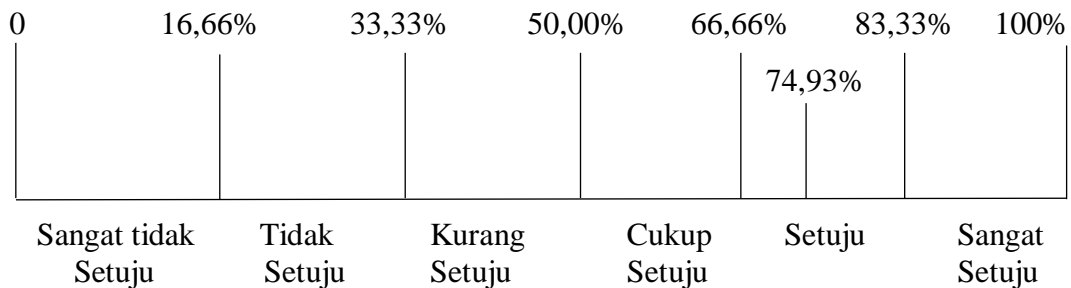 0 16,66% 33,33% 50,00% 66,66% 83,33% 100%
74,93%
Sangat tidak Tidak Kurang Cukup Setuju Sangat
Setuju Setuju Setuju Setuju Setuju